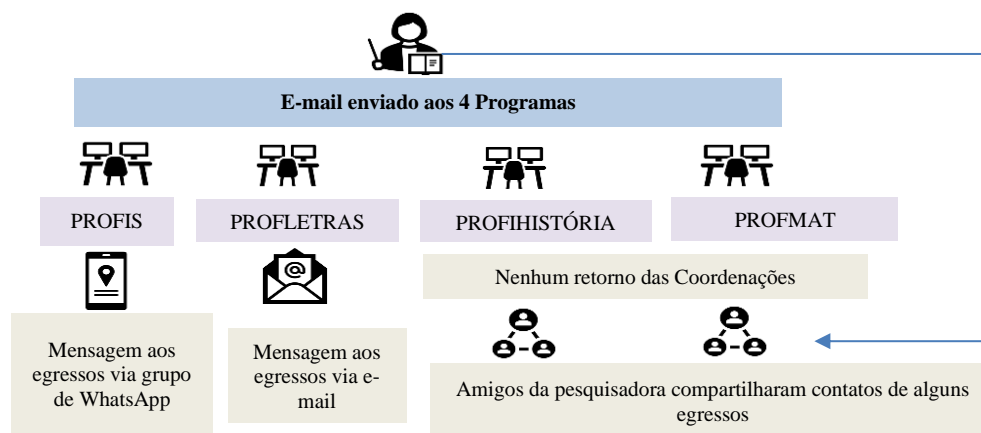 E-mail enviado aos 4 Programas
PROFIS
PROFLETRAS
PROFIHISTÓRIA
PROFMAT
Nenhum retorno das Coordenações
Mensagem aos
egressos via grupo
de WhatsApp
Mensagem aos
egressos via e-
mail
Amigos da pesquisadora compartilharam contatos de alguns
egressos